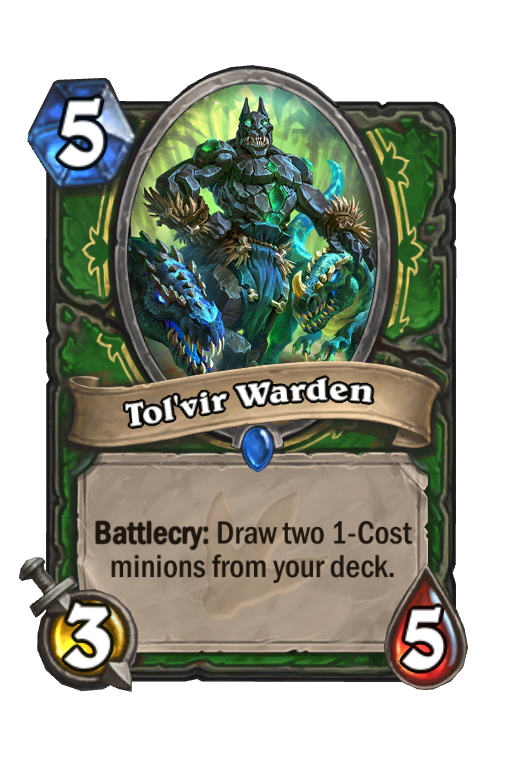 5
Tol'vir Warden
Battlecry: Draw two 1-Cost
minions from your deck.
3
5